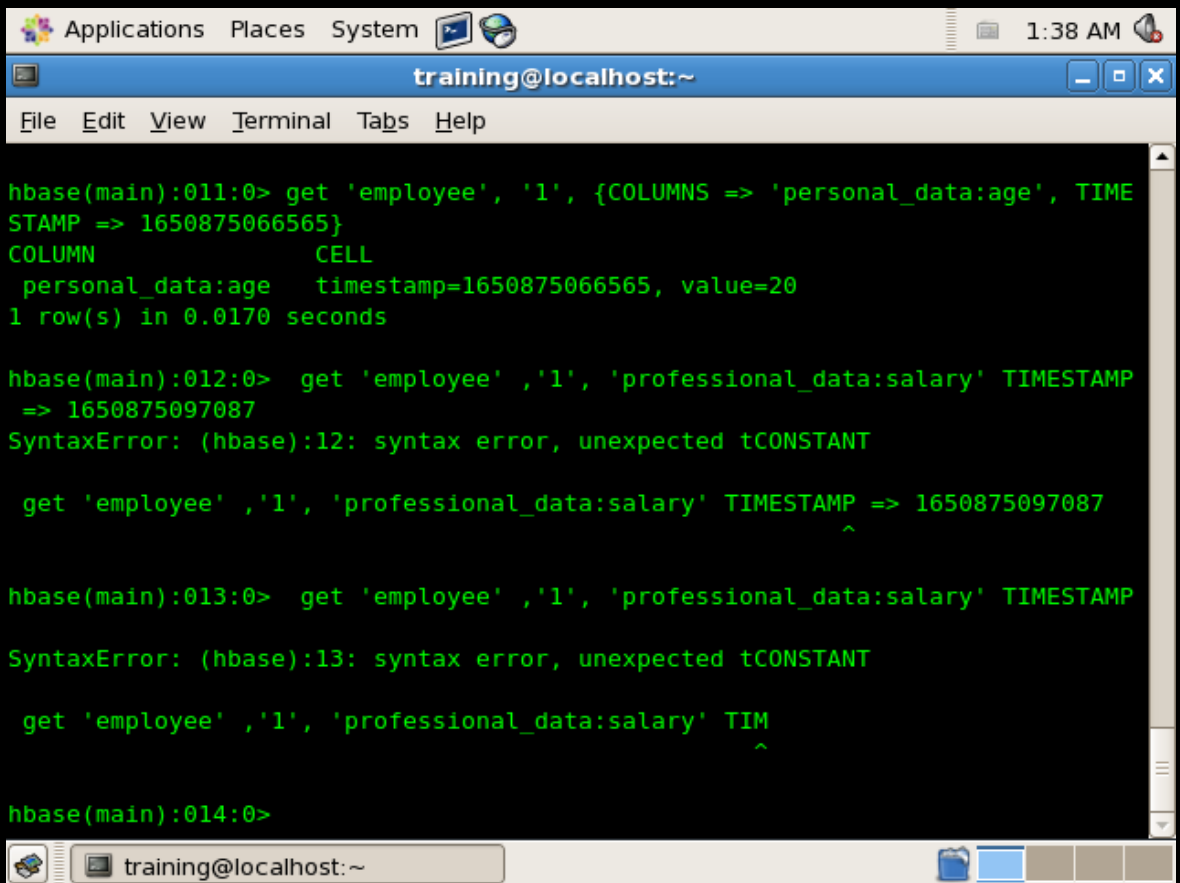 Applications Places System 1:38 AM
training@localhost:~
File Edit View Terminal Tabs Help
hbase(main):011:0> get 'employee', '1', {COLUMNS => 'personal_data:age', TIME
STAMP => 1650875066565}
COLUMN CELL
personal_data:age timestamp=1650875066565, value=20
1 row(s) in 0.0170 seconds
hbase(main):012:0> get 'employee' ,'1', 'professional_data:salary' TIMESTAMP
=> 1650875097087
SyntaxError: (hbase):12: syntax error, unexpected tCONSTANT
get 'employee' ,'1', 'professional_data:salary' TIMESTAMP => 1650875097087
^
hbase(main):013:0> get 'employee' ,'1', 'professional_data:salary' TIMESTAMP
SyntaxError: (hbase):13: syntax error, unexpected tCONSTANT
get 'employee' ,'1', 'professional_data:salary' TIM
^
hbase(main):014:0>
training@localhost:~